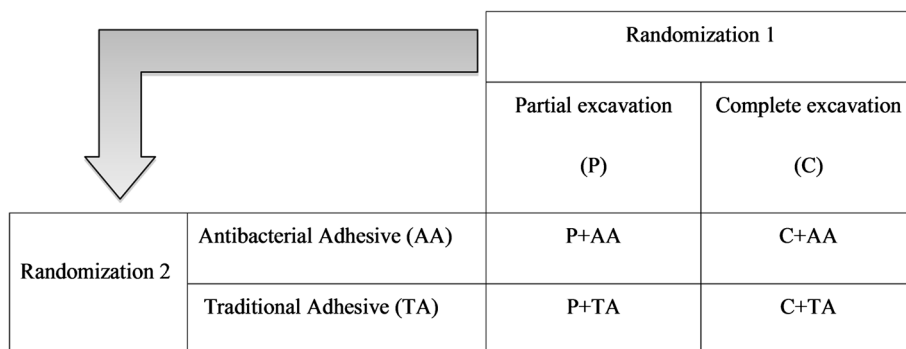 Randomization 1
Partial excavation
(P)
Complete excavation
(C)
Randomization 2
Antibacterial Adhesive (AA)
P+AA
C+AA
Traditional Adhesive (TA)
P+TA
C+TA